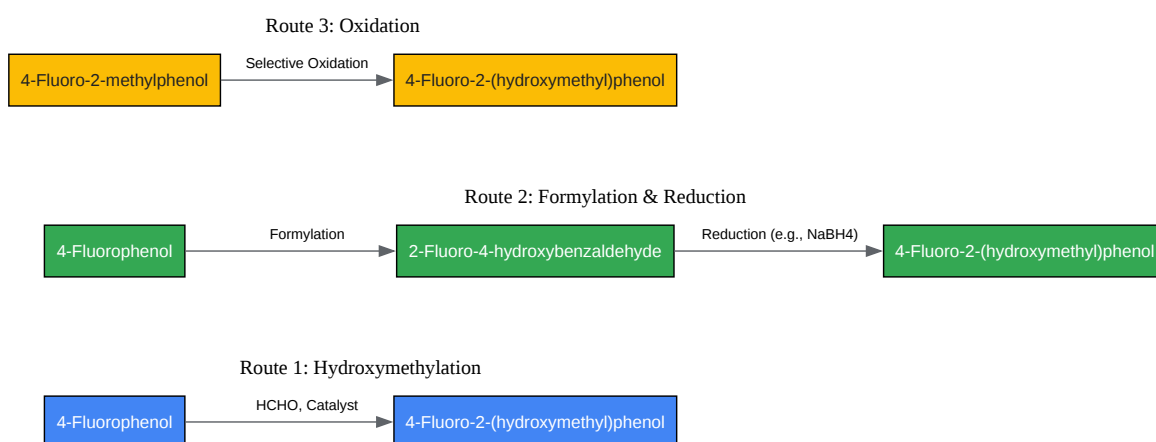 Route 3: Oxidation
4-Fluoro-2-methylphenol
Selective Oxidation
4-Fluoro-2-(hydroxymethyl)phenol
Route 2: Formylation & Reduction
4-Fluorophenol
Formylation
2-Fluoro-4-hydroxybenzaldehyde
Reduction (e.g., NaBH4)
4-Fluoro-2-(hydroxymethyl)phenol
Route 1: Hydroxymethylation
4-Fluorophenol
HCHO, Catalyst
4-Fluoro-2-(hydroxymethyl)phenol